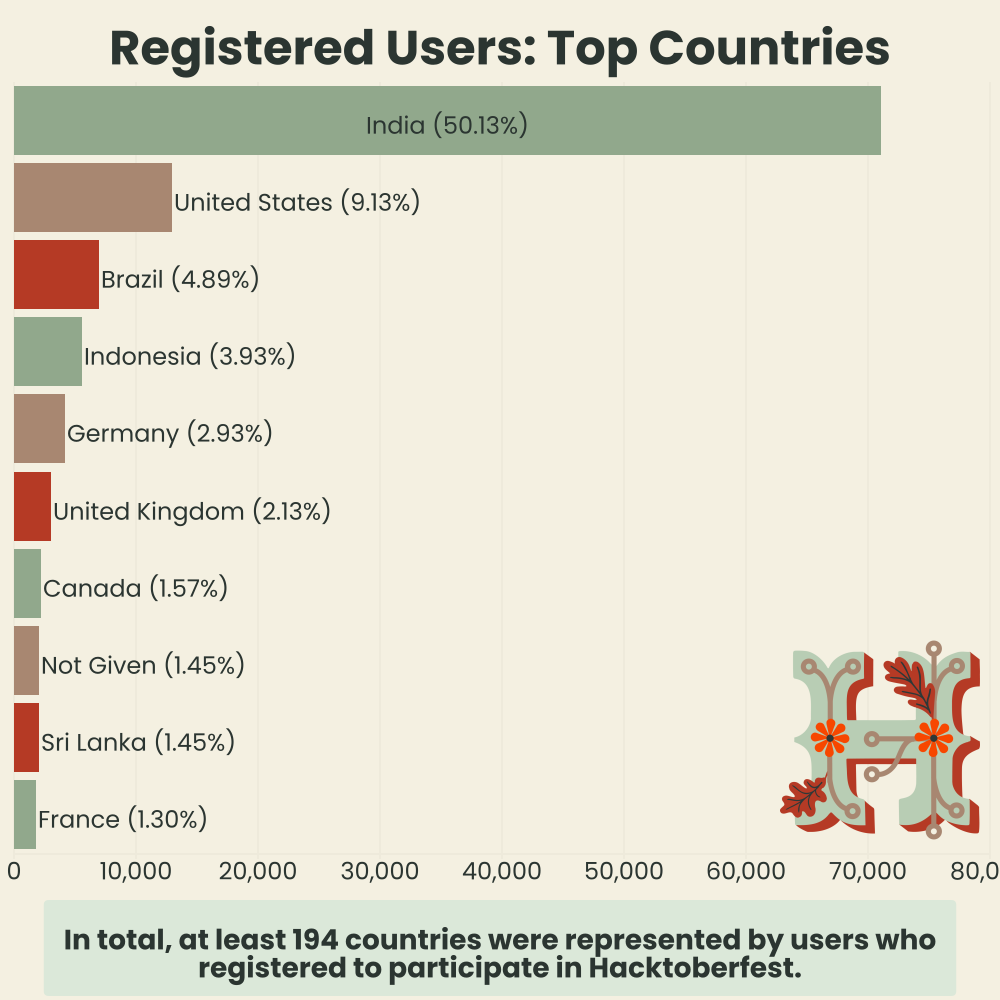 Registered Users: Top Countries
India (50.13%)
United States (9.13%)
Brazil (4.89%)
Indonesia (3.93%)
Germany (2.93%)
United Kingdom (2.13%)
Canada (1.57%)
Not Given (1.45%)
Sri Lanka (1.45%)
France (1.30%)
0 10,000 20,000 30,000 40,000 50,000 60,000 70,000 80,0
In total, at least 194 countries were represented by users who
registered to participate in Hacktoberfest.
H